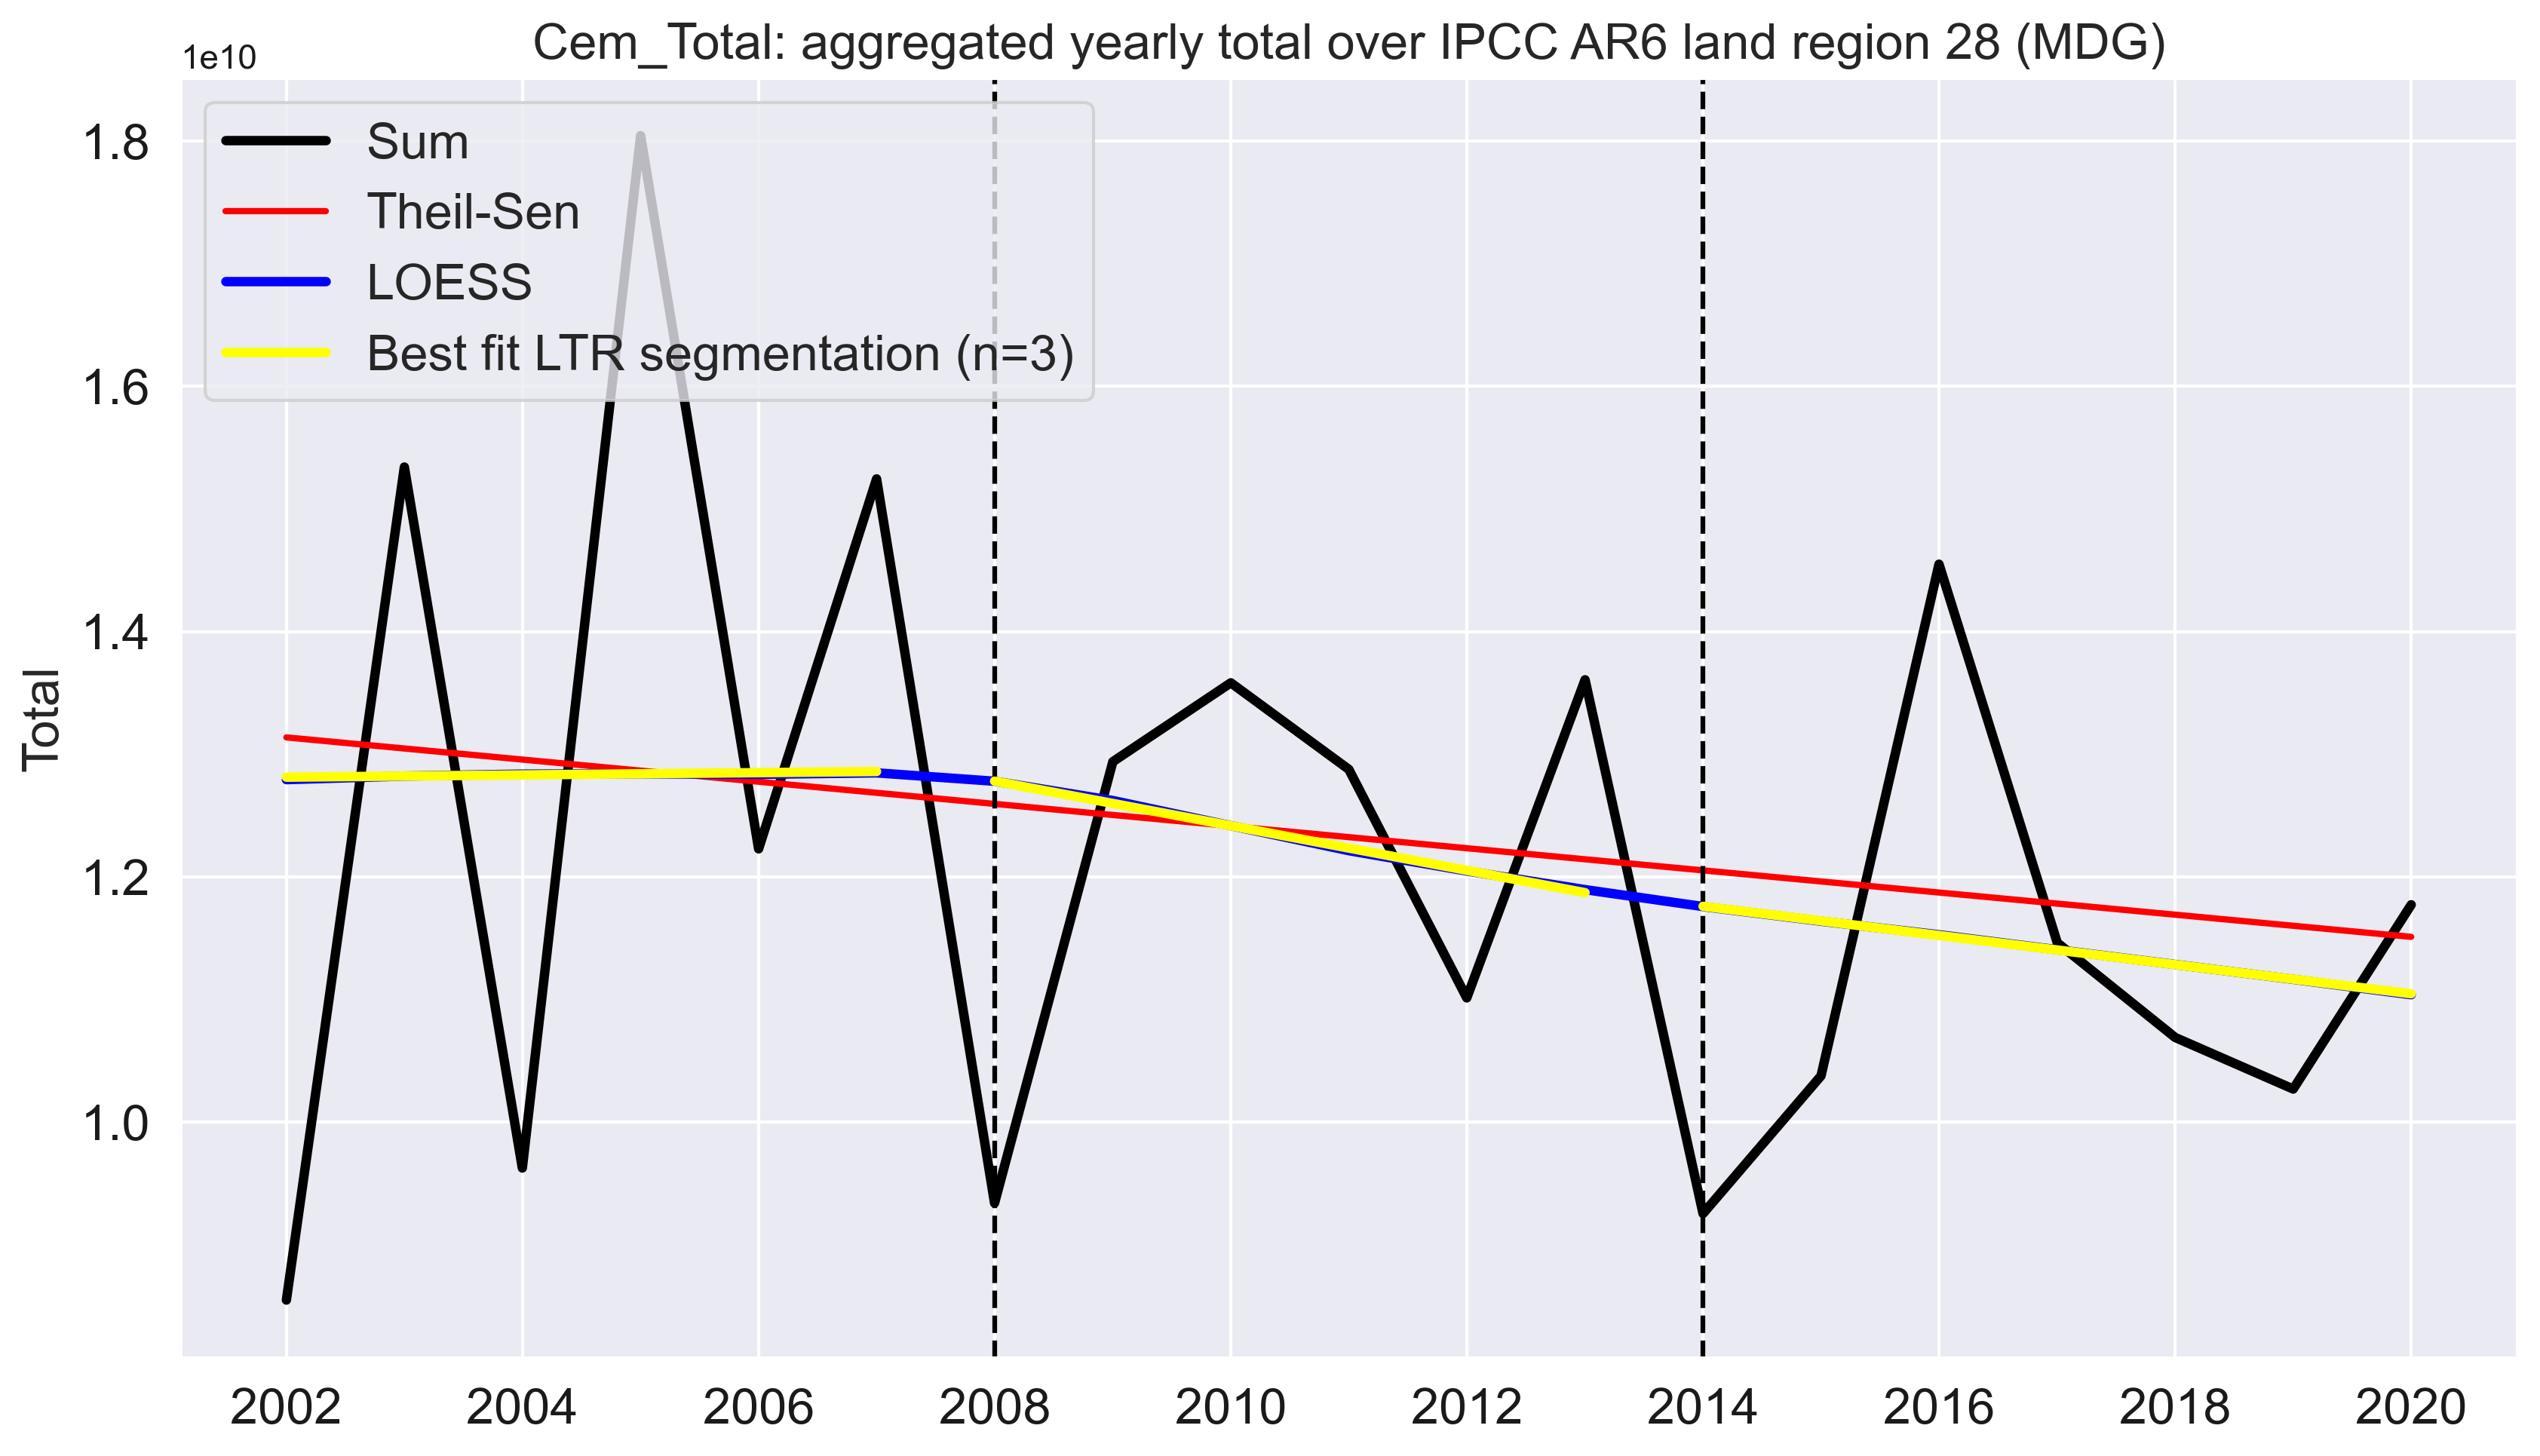 Cem_Total: aggregated yearly total over IPCC AR6 land region 28 (MDG)
1e10
Sum
Theil-Sen
LOESS
Best fit LTR segmentation (n=3)
1.8
1.6
1.4
1.2
1.0
Total
2002 2004 2006 2008 2010 2012 2014 2016 2018 2020